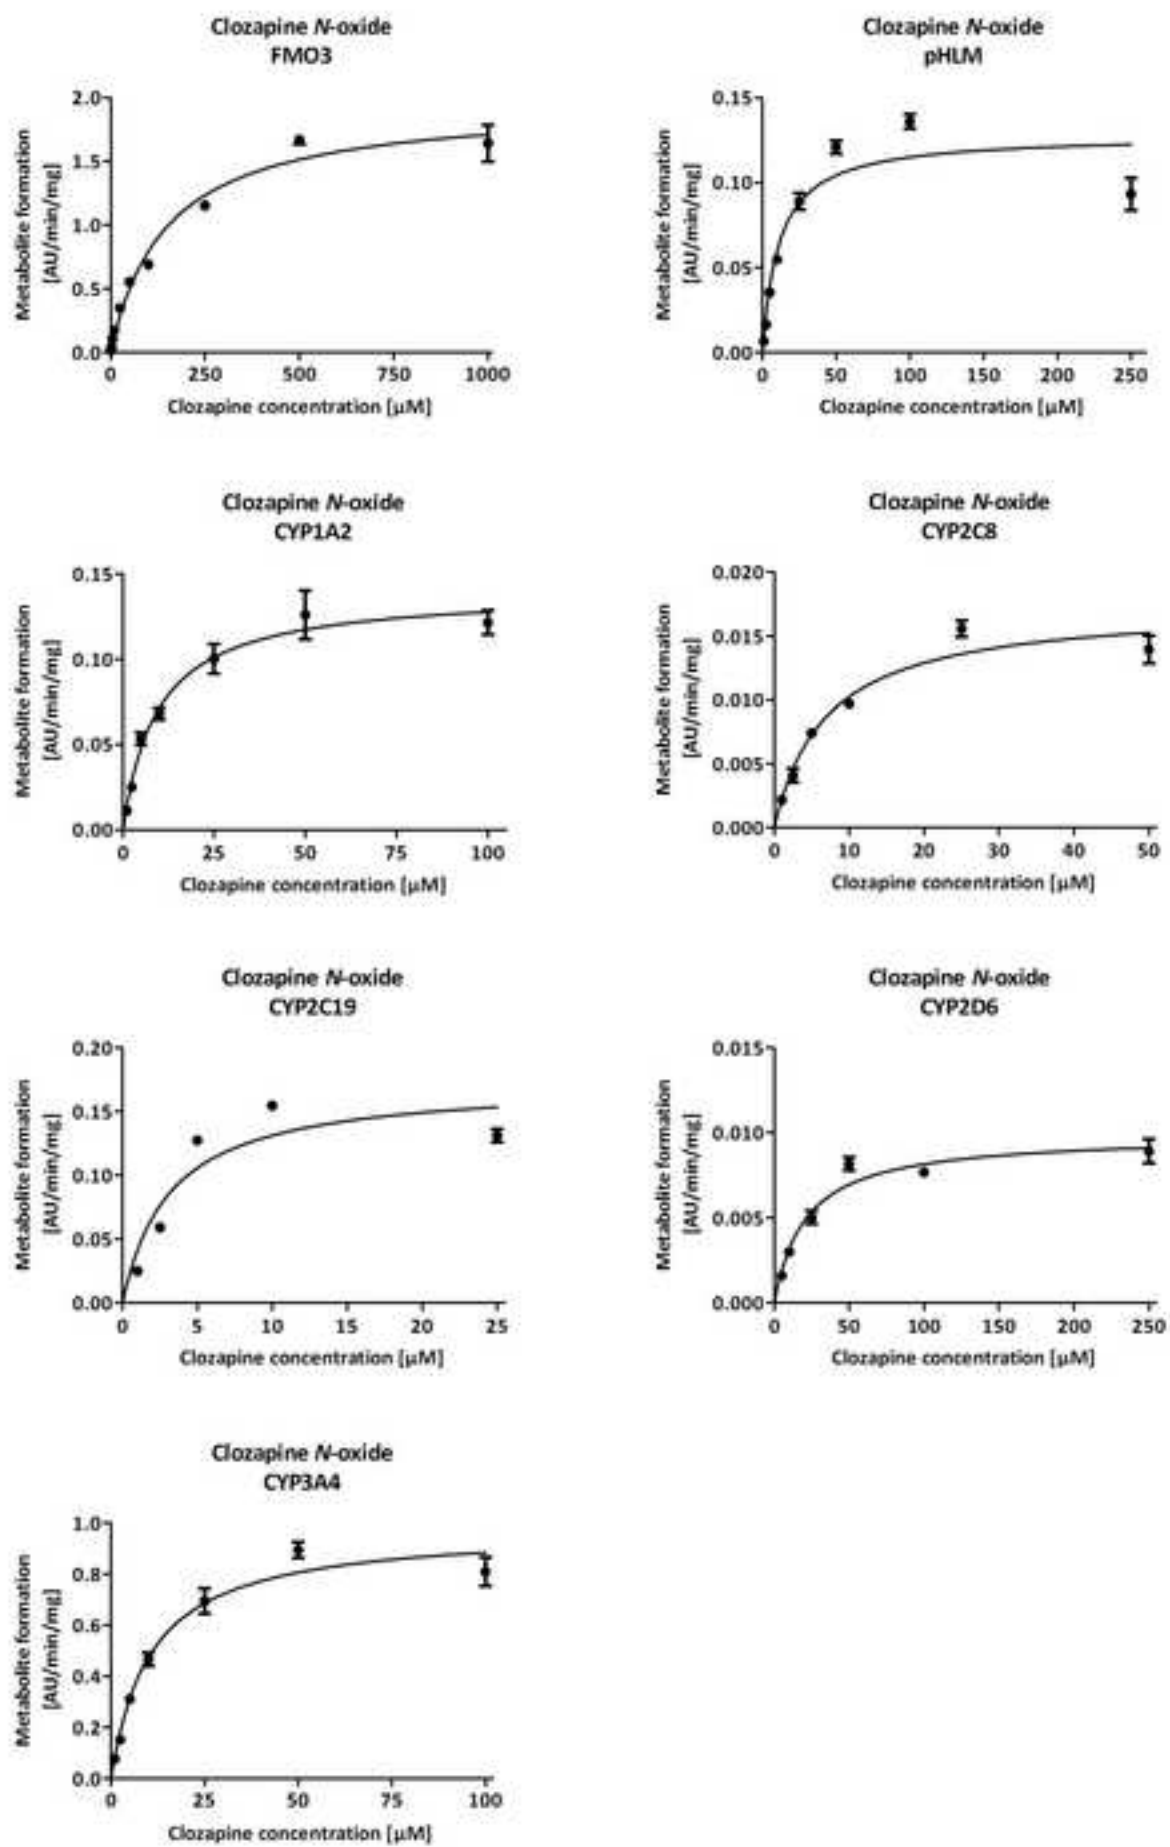 Clozapine N-oxide
FMO3
2.0
1.5
1.0
0.5
0.0
0 250 500 750 1000
Metabolite formation
[AU/min/mg]
Clozapine concentration [µM]
Clozapine N-oxide
pHLM
0.15
0.10
0.05
0.00
0 50 100 150 200 250
Metabolite formation
[AU/min/mg]
Clozapine concentration [µM]
Clozapine N-oxide
CYP1A2
0.15
0.10
0.05
0.00
0 25 50 75 100
Metabolite formation
[AU/min/mg]
Clozapine concentration [µM]
Clozapine N-oxide
CYP2C8
0.020
0.015
0.010
0.005
0.000
0 10 20 30 40 50
Metabolite formation
[AU/min/mg]
Clozapine concentration [µM]
Clozapine N-oxide
CYP2C19
0.20
0.15
0.10
0.05
0.00
0 5 10 15 20 25
Metabolite formation
[AU/min/mg]
Clozapine concentration [µM]
Clozapine N-oxide
CYP2D6
0.015
0.010
0.005
0.000
0 50 100 150 200 250
Metabolite formation
[AU/min/mg]
Clozapine concentration [µM]
Clozapine N-oxide
CYP3A4
1.0
0.8
0.6
0.4
0.2
0.0
0 25 50 75 100
Metabolite formation
[AU/min/mg]
Clozapine concentration [µM]